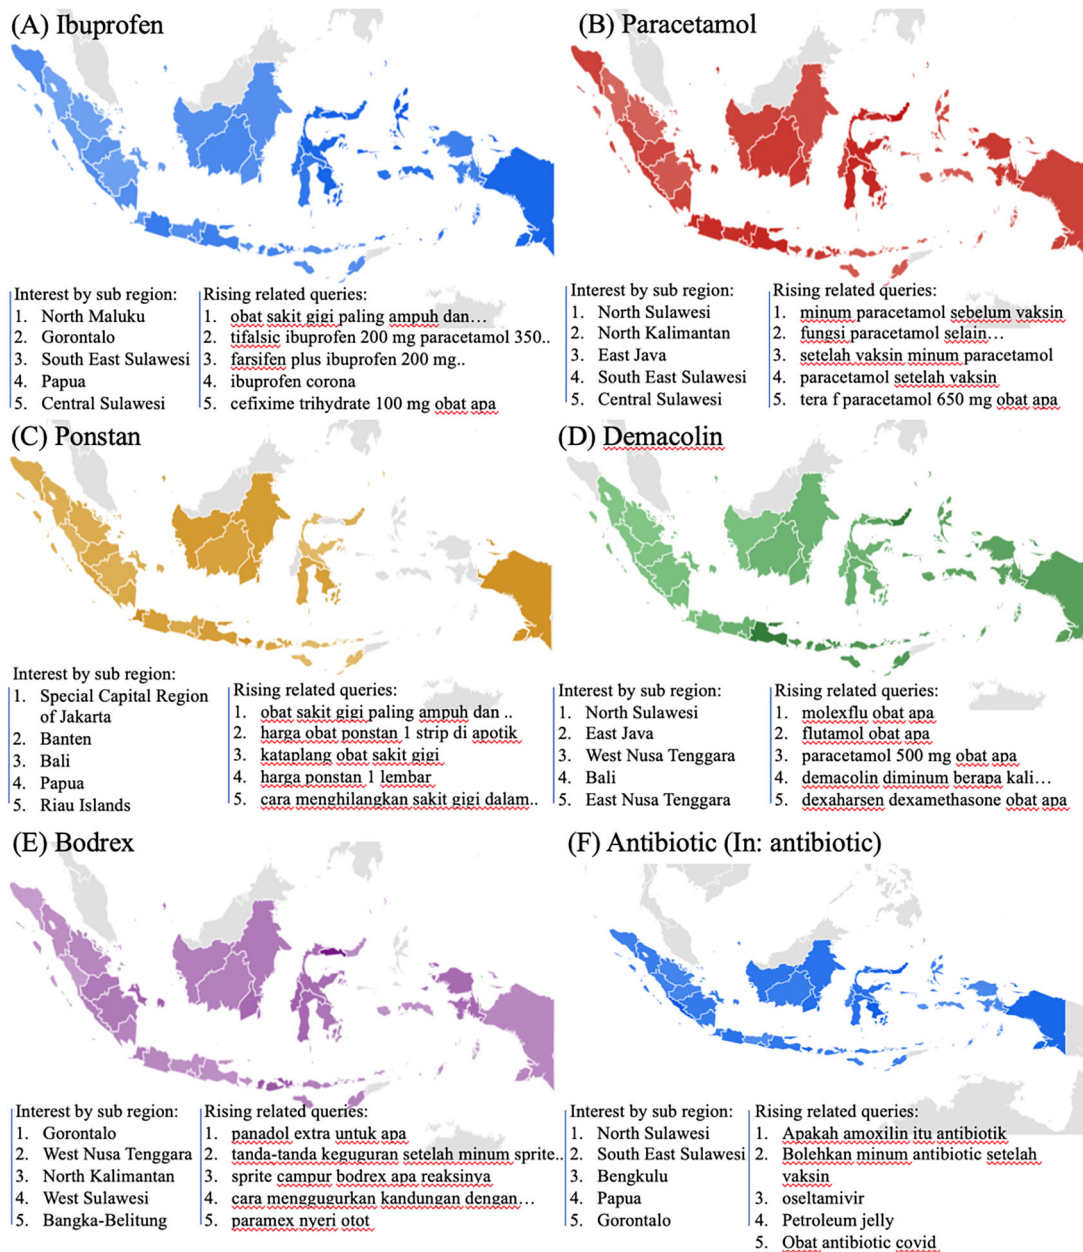 (A) Ibuprofen
Interest by sub region:
1. North Maluku
2. Gorontalo
3. South East Sulawesi
4. Papua
5. Central Sulawesi
Rising related queries:
1. obat sakit gigi paling ampuh dan…
2. tifalsic ibuprofen 200 mg paracetamol 350..
3. farsifen plus ibuprofen 200 mg..
4. ibuprofen corona
5. cefixime trihydrate 100 mg obat apa
(B) Paracetamol
Interest by sub region:
1. North Sulawesi
2. North Kalimantan
3. East Java
4. South East Sulawesi
5. Central Sulawesi
Rising related queries:
1. minum paracetamol sebelum vaksin
2. fungsi paracetamol selain…
3. setelah vaksin minum paracetamol
4. paracetamol setelah vaksin
5. tera f paracetamol 650 mg obat apa
(C) Ponstan
Interest by sub region:
1. Special Capital Region
of Jakarta
2. Banten
3. Bali
4. Papua
5. Riau Islands
Rising related queries:
1. obat sakit gigi paling ampuh dan ..
2. harga obat ponstan 1 strip di apotik
3. kataplang obat sakit gigi
4. harga ponstan 1 lembar
5. cara menghilangkan sakit gigi dalam..
(D) Demacolin
Interest by sub region:
1. North Sulawesi
2. East Java
3. West Nusa Tenggara
4. Bali
5. East Nusa Tenggara
Rising related queries:
1. molexflu obat apa
2. flutamol obat apa
3. paracetamol 500 mg obat apa
4. demacolin diminum berapa kali…
5. dexaharsen dexamethasone obat apa
(E) Bodrex
Interest by sub region:
1. Gorontalo
2. West Nusa Tenggara
3. North Kalimantan
4. West Sulawesi
5. Bangka-Belitung
Rising related queries:
1. panadol extra untuk apa
2. tanda-tanda keguguran setelah minum sprite..
3. sprite campur bodrex apa reaksinya
4. cara menggugurkan kandungan dengan…
5. paramex nyeri otot
(F) Antibiotic (In: antibiotic)
Interest by sub region:
1. North Sulawesi
2. South East Sulawesi
3. Bengkulu
4. Papua
5. Gorontalo
Rising related queries:
1. Apakah amoxilin itu antibiotik
2. Bolehkan minum antibiotic setelah
vaksin
3. oseltamivir
4. Petroleum jelly
5. Obat antibiotic covid